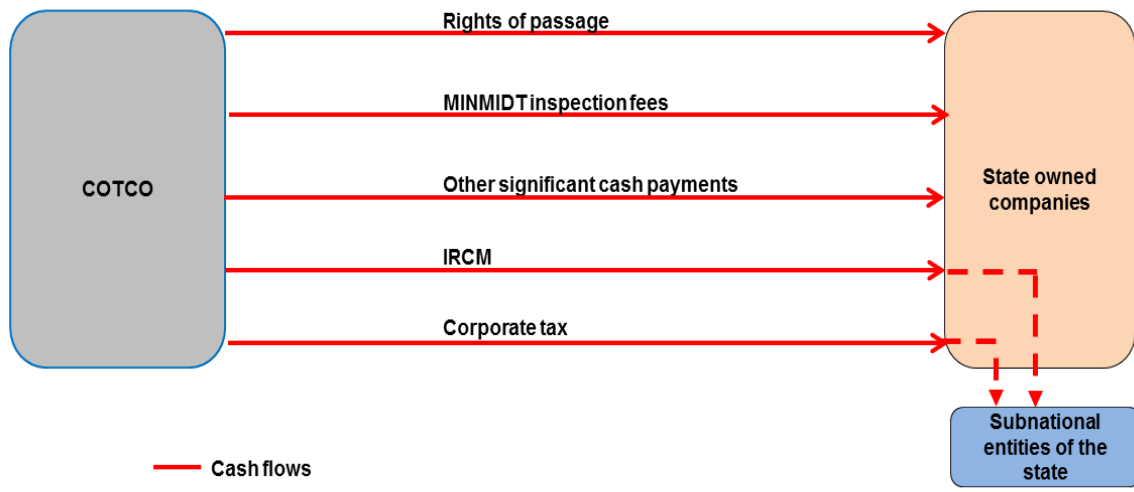 Rights of passage
MINMIDT inspection fees
COTCO
Other significant cash payments
State owned
companies
IRCM
Corporate tax
Subnational
entities of the
state
Cash flows